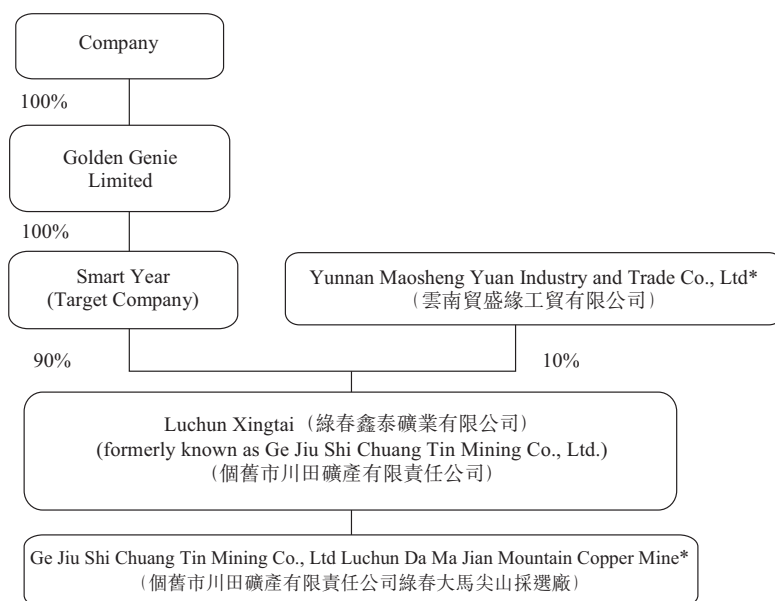 Company
100%
Golden Genie
Limited
100%
Smart Year
(Target Company)
Yunnan Maosheng Yuan Industry and Trade Co., Ltd*
（雲南貿盛緣工貿有限公司）
90%
10%
Luchun Xingtai（綠春鑫泰礦業有限公司）
(formerly known as Ge Jiu Shi Chuang Tin Mining Co., Ltd.)
（個舊市川田礦產有限責任公司）
Ge Jiu Shi Chuang Tin Mining Co., Ltd Luchun Da Ma Jian Mountain Copper Mine*
（個舊市川田礦產有限責任公司綠春大馬尖山採選廠）